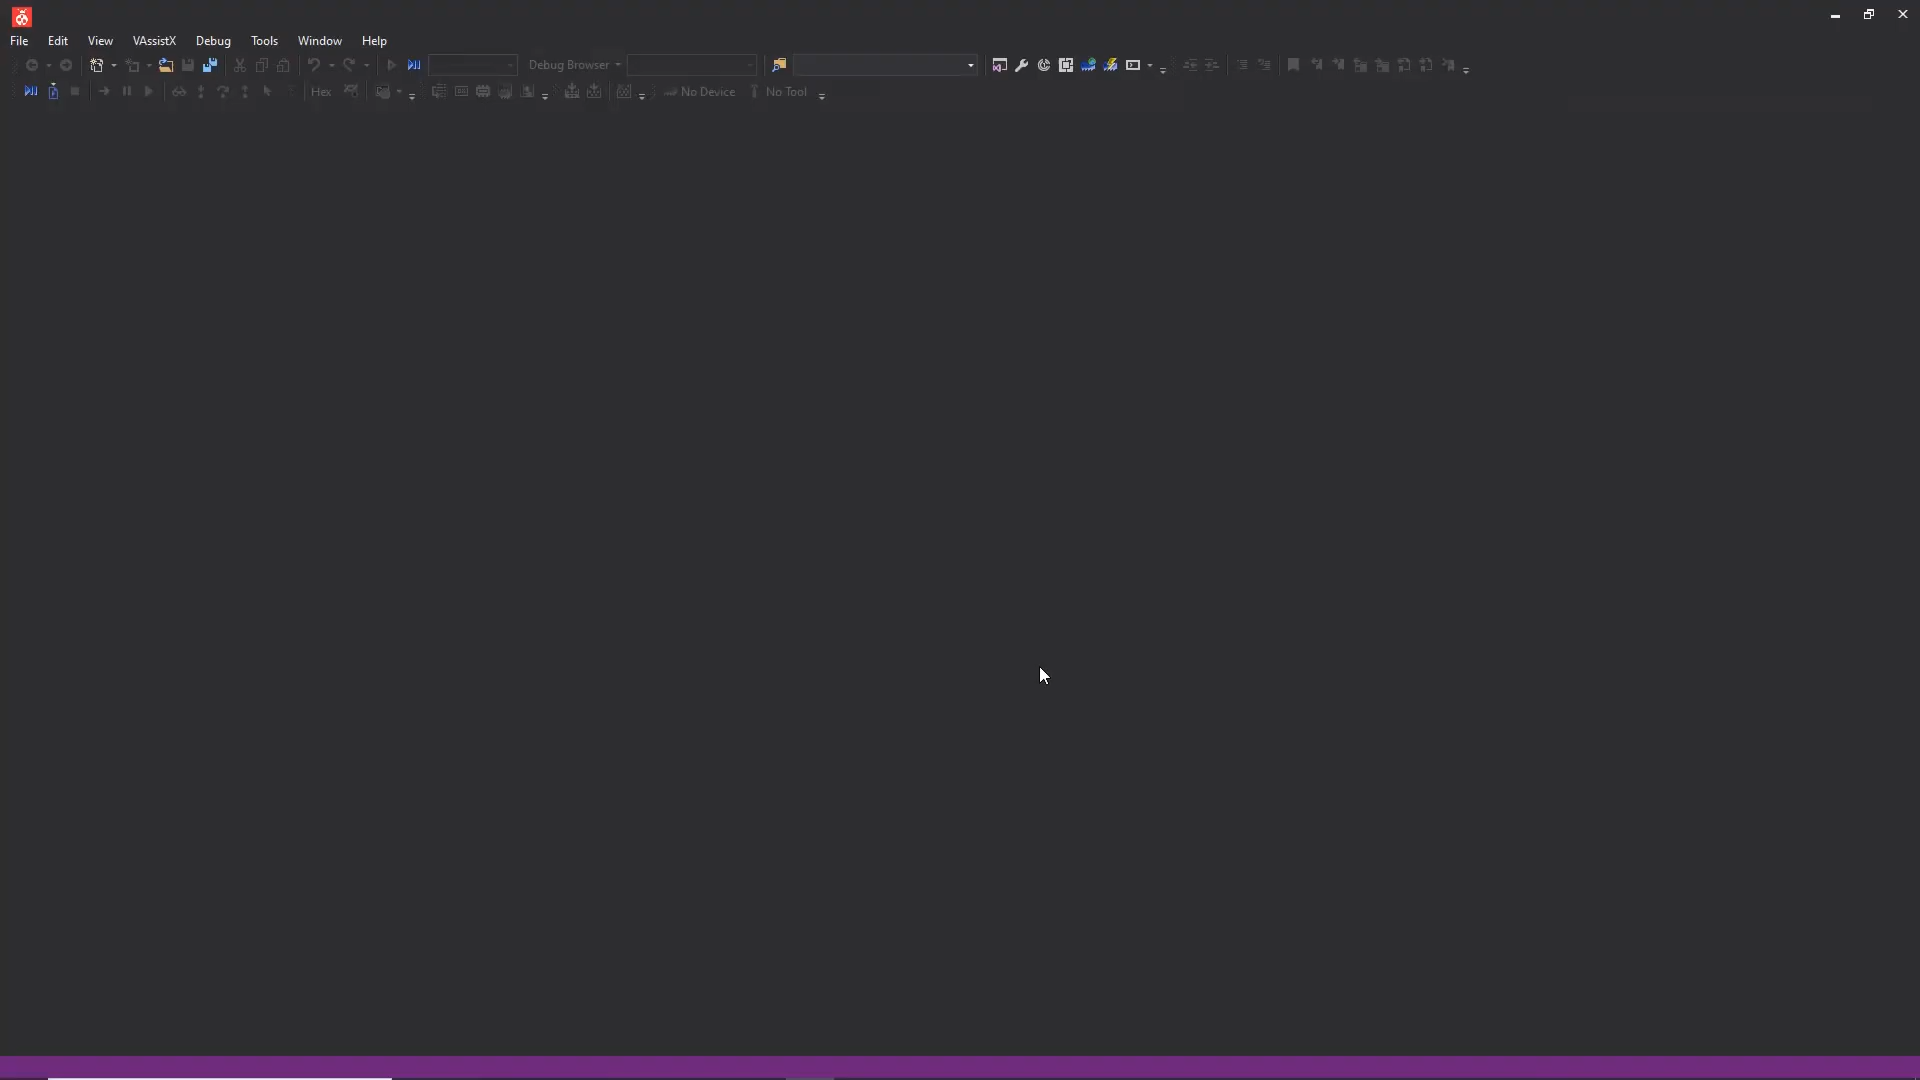 File Edit View VAssistX Debug Tools Window Help
Debug Browser
Hex No Device No Tool